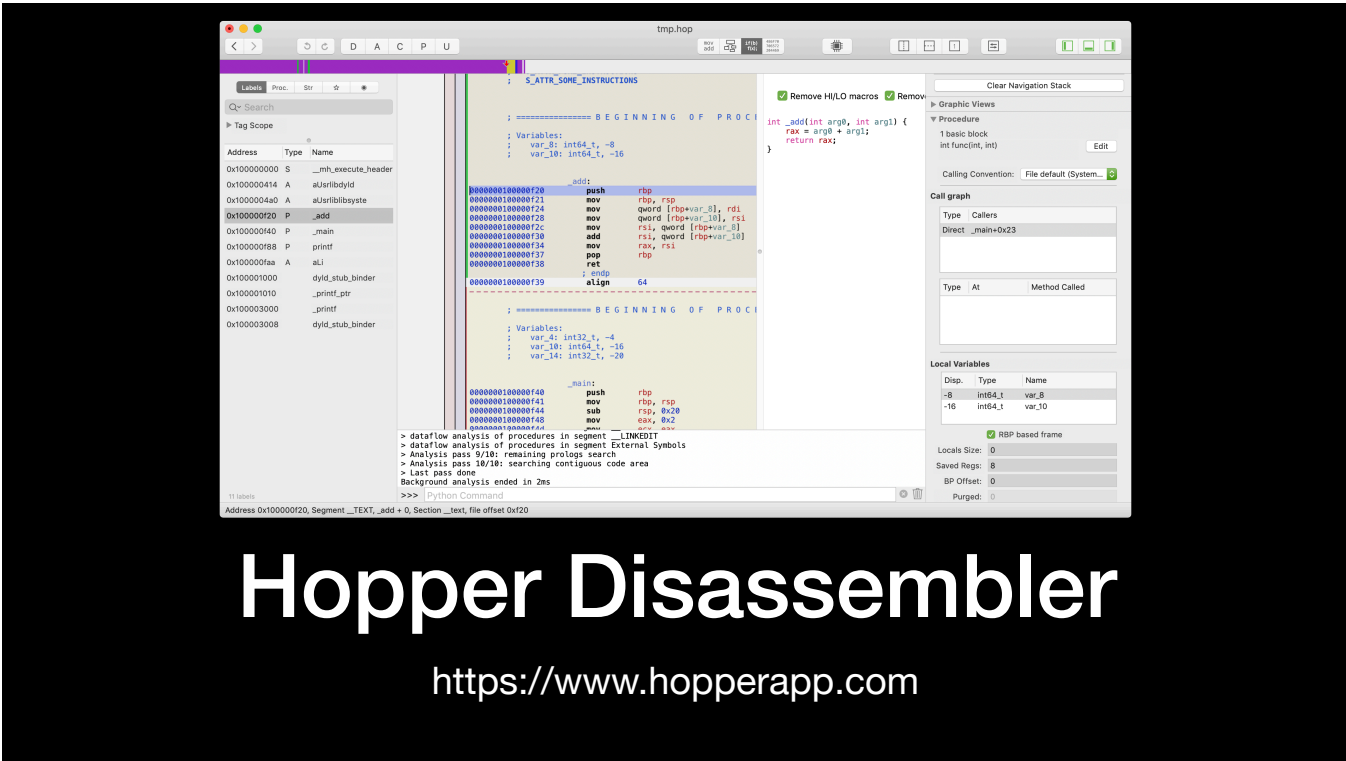 tmp.hop
D A C P U
Labels Proc. Str
Search
Tag Scope
Address Type Name
0x100000000 S __mh_execute_header
0x100000414 A aUsrlibdyld
0x1000004a0 A aUsrliblibsyste
0x100000f20 P _add
0x100000f40 P _main
0x100000f88 P printf
0x100000faa A aLi
0x100001000 dyld_stub_binder
0x100001010 _printf_ptr
0x100003000 _printf
0x100003008 dyld_stub_binder
11 labels
; S_ATTR_SOME_INSTRUCTIONS
; ================ B E G I N N I N G   O F   P R O C
; Variables:
; var_8: int64_t, -8
; var_10: int64_t, -16
_add:
0000000100000f20 push rbp
0000000100000f21 mov rbp, rsp
0000000100000f24 mov qword [rbp+var_8], rdi
0000000100000f28 mov qword [rbp+var_10], rsi
0000000100000f2c mov rsi, qword [rbp+var_8]
0000000100000f30 add rsi, qword [rbp+var_10]
0000000100000f34 mov rax, rsi
0000000100000f37 pop rbp
0000000100000f38 ret
; endp
0000000100000f39 align 64
; ================ B E G I N N I N G   O F   P R O C
; Variables:
; var_4: int32_t, -4
; var_10: int64_t, -16
; var_14: int32_t, -20
_main:
0000000100000f40 push rbp
0000000100000f41 mov rbp, rsp
0000000100000f44 sub rsp, 0x20
0000000100000f48 mov eax, 0x2
0000000100000f4d mov ecx, eax
Remove HI/LO macros Remov
int _add(int arg0, int arg1) {
rax = arg0 + arg1;
return rax;
}
> dataflow analysis of procedures in segment __LINKEDIT
> dataflow analysis of procedures in segment External Symbols
> Analysis pass 9/10: remaining prologs search
> Analysis pass 10/10: searching contiguous code area
> Last pass done
Background analysis ended in 2ms
>>> Python Command
Clear Navigation Stack
Graphic Views
Procedure
1 basic block
int func(int, int)
Edit
Calling Convention: File default (System...
Call graph
Type Callers
Direct _main+0x23
Type At Method Called
Local Variables
Disp. Type Name
-8 int64_t var_8
-16 int64_t var_10
RBP based frame
Locals Size: 0
Saved Regs: 8
BP Offset: 0
Purged: 0
Address 0x100000f20, Segment __TEXT, _add + 0, Section __text, file offset 0xf20
Hopper Disassembler
https://www.hopperapp.com